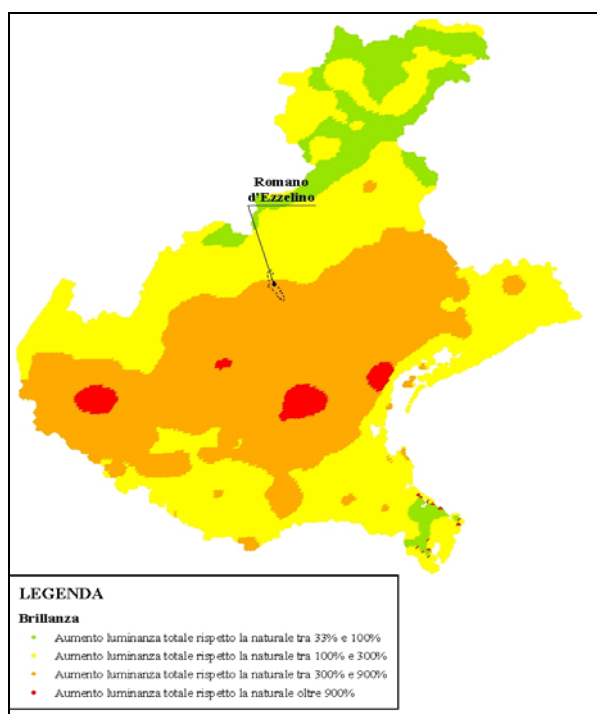 Romano
d'Ezzelino
LEGENDA
Brillanza
Aumento luminanza totale rispetto la naturale tra 33% e 100%
Aumento luminanza totale rispetto la naturale tra 100% e 300%
Aumento luminanza totale rispetto la naturale tra 300% e 900%
Aumento luminanza totale rispetto la naturale oltre 900%